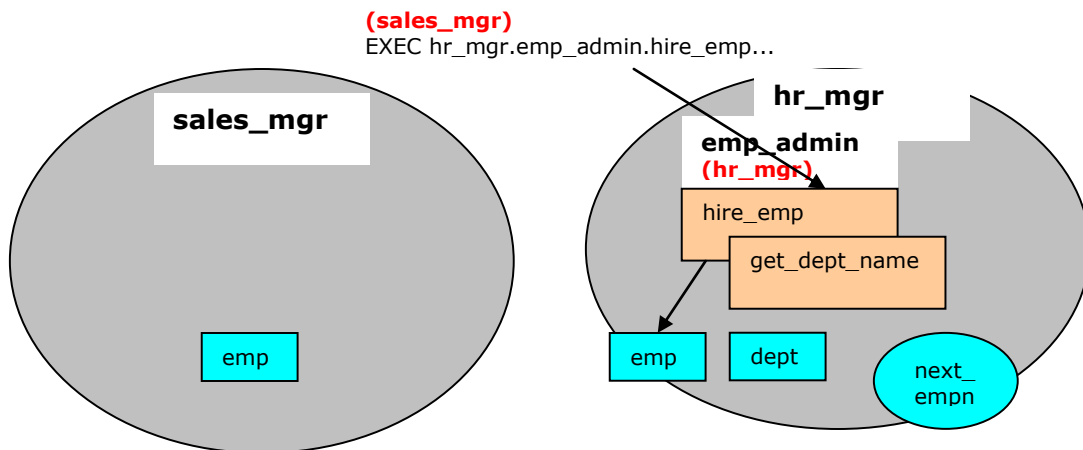 (sales_mgr)
EXEC hr_mgr.emp_admin.hire_emp...
sales_mgr
hr_mgr
emp_admin
(hr_mgr)
hire_emp
get_dept_name
emp
emp
dept
next_
empn